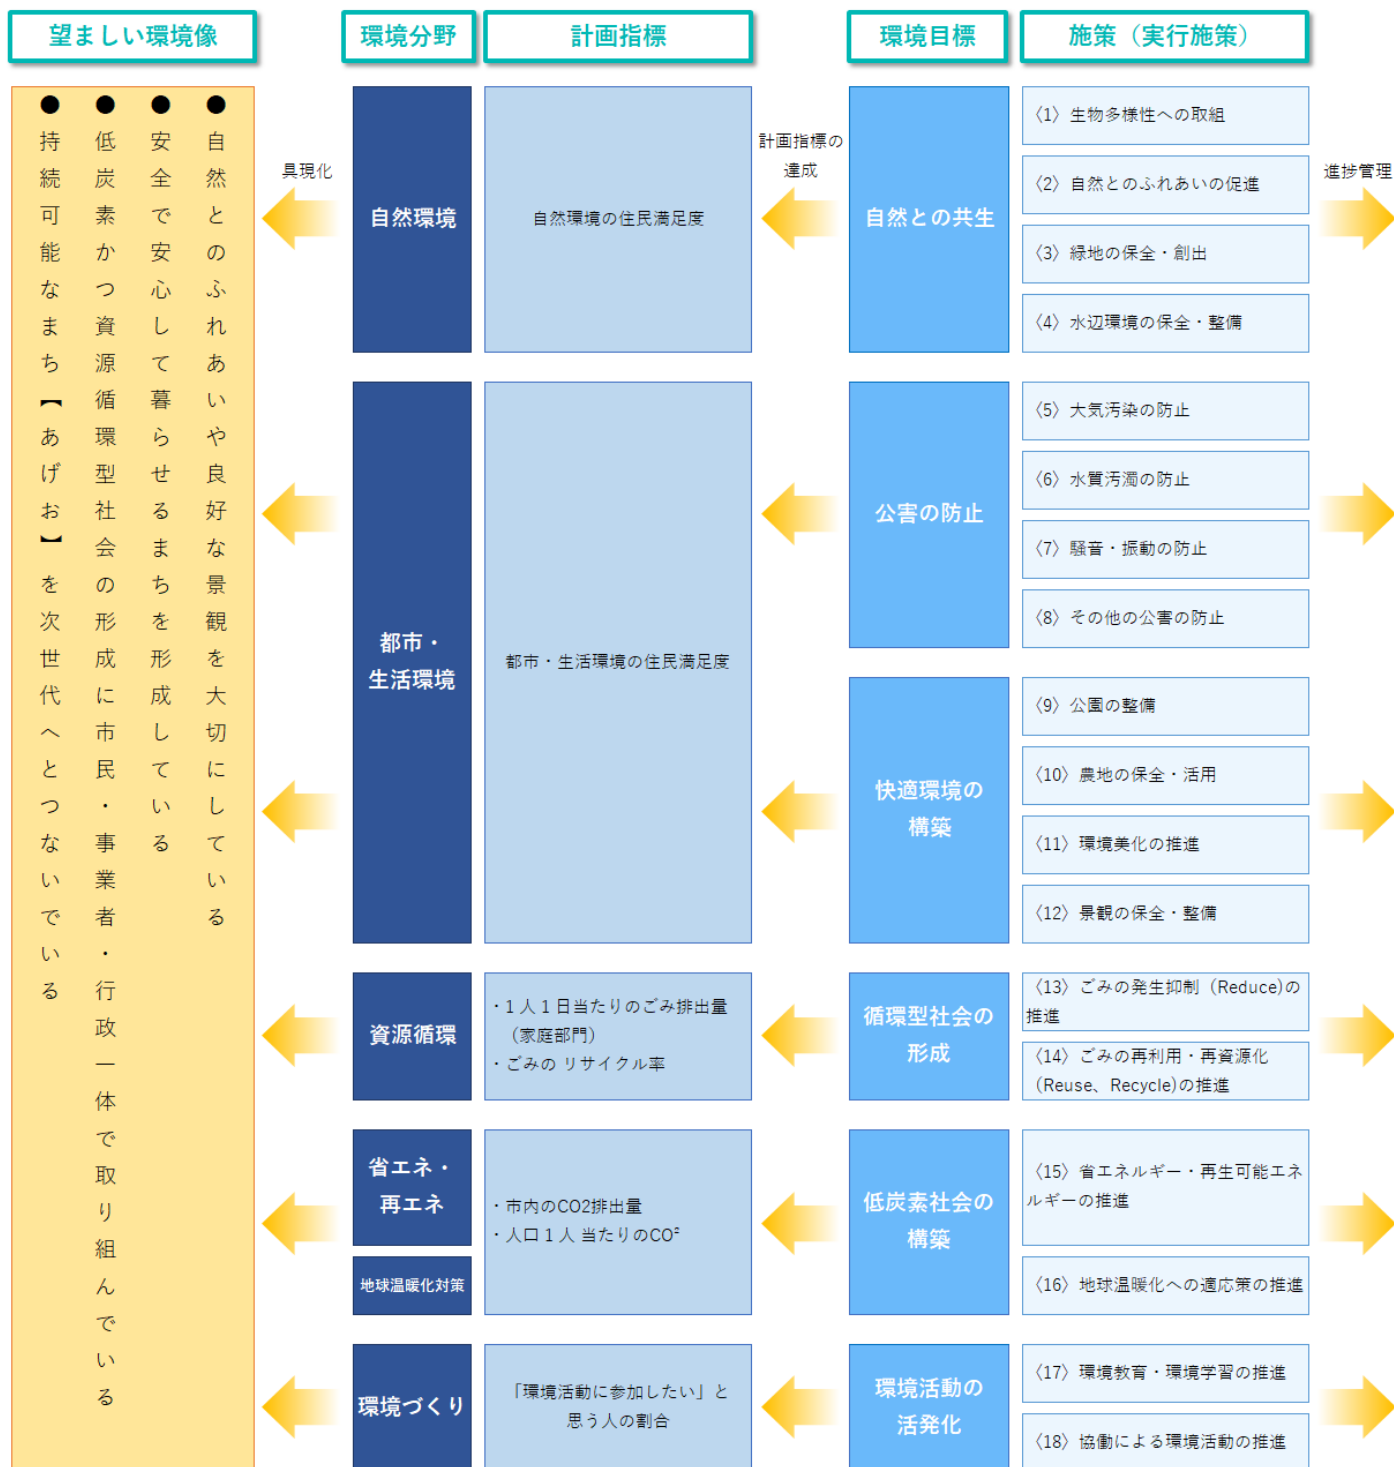 望ましい環境像
環境分野
計画指標
環境目標
施策（実行施策）
●自然とのふれあいや良好な景観を大切にしている
●安全で安心して暮らせるまちを形成している
●低炭素かつ資源循環型社会の形成に市民・事業者・行政一体で取り組んでいる
●持続可能なまち【あげお】を次世代へとつないでいる
具現化
自然環境
自然環境の住民満足度
計画指標の
達成
自然との共生
〈1〉生物多様性への取組
〈2〉自然とのふれあいの促進
〈3〉緑地の保全・創出
〈4〉水辺環境の保全・整備
進捗管理
都市・
生活環境
都市・生活環境の住民満足度
公害の防止
〈5〉大気汚染の防止
〈6〉水質汚濁の防止
〈7〉騒音・振動の防止
〈8〉その他の公害の防止
快適環境の
構築
〈9〉公園の整備
〈10〉農地の保全・活用
〈11〉環境美化の推進
〈12〉景観の保全・整備
資源循環
・1人1日当たりのごみ排出量
（家庭部門）
・ごみの リサイクル率
循環型社会の
形成
〈13〉ごみの発生抑制（Reduce)の
推進
〈14〉ごみの再利用・再資源化
（Reuse、Recycle)の推進
省エネ・
再エネ
地球温暖化対策
・市内のCO2排出量
・人口1人 当たりのCO²
低炭素社会の
構築
〈15〉省エネルギー・再生可能エネ
ルギーの推進
〈16〉地球温暖化への適応策の推進
環境づくり
「環境活動に参加したい」と
思う人の割合
環境活動の
活発化
〈17〉環境教育・環境学習の推進
〈18〉協働による環境活動の推進